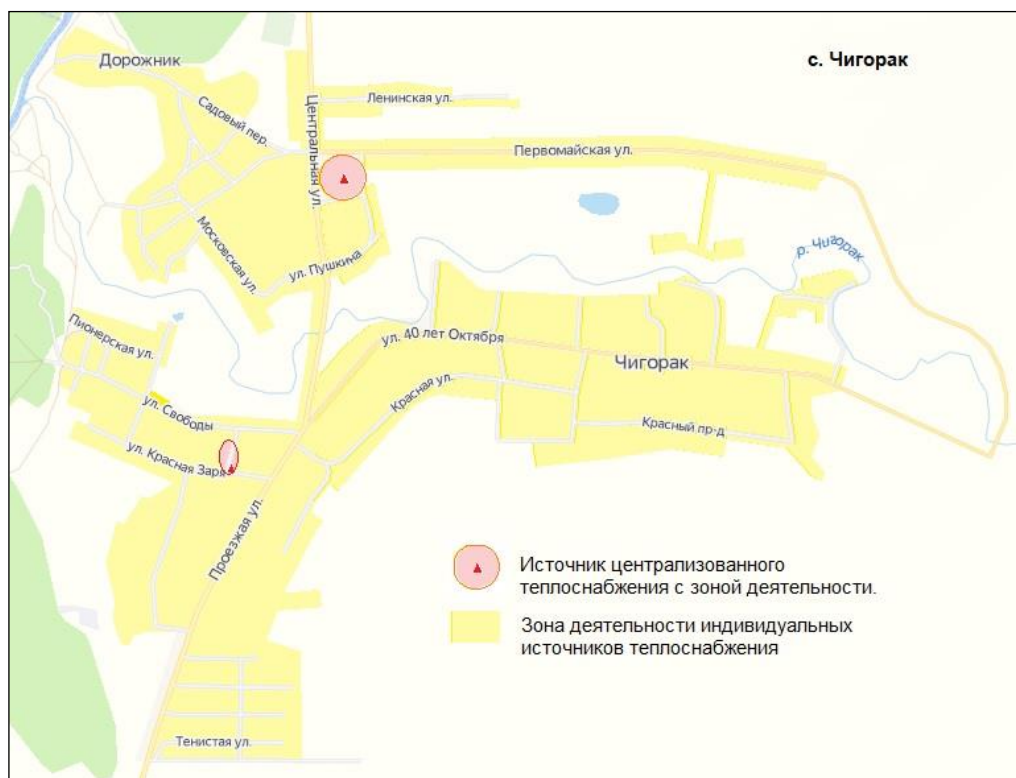 с. Чигорак
Дорожник
Ленинская ул.
Садовый пер.
Центральная ул.
Первомайская ул.
Московская ул.
ул. Пушкина
р. Чигорак
Пионерская ул.
ул. 40 лет Октября
Чигорак
Красная ул.
ул. Свободы
Красный пр-д
ул. Красная Заря
Проезжая ул.
Источник централизованного
теплоснабжения с зоной деятельности.
Зона деятельности индивидуальных
источников теплоснабжения
Тенистая ул.